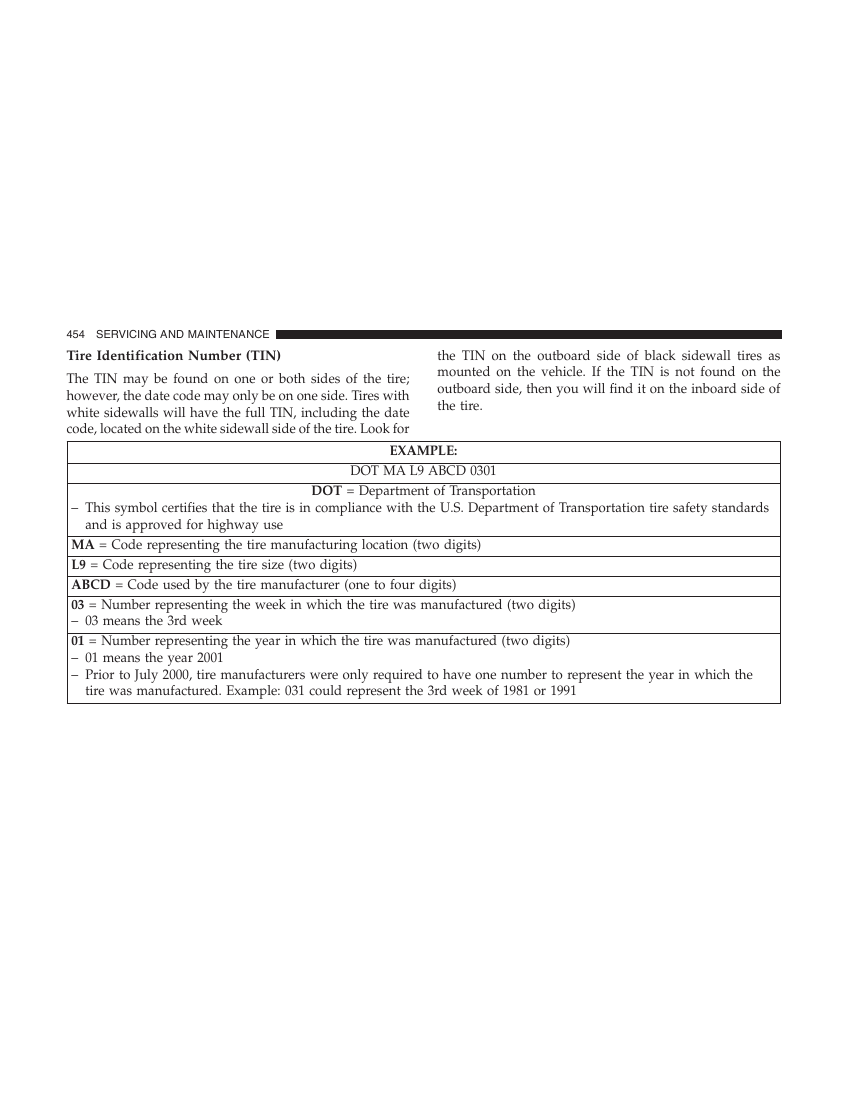 454 SERVICING AND MAINTENANCE
Tire Identification Number (TIN)
The TIN may be found on one or both sides of the tire;
however, the date code may only be on one side. Tires with
white sidewalls will have the full TIN, including the date
code, located on the white sidewall side of the tire. Look for
the TIN on the outboard side of black sidewall tires as
mounted on the vehicle. If the TIN is not found on the
outboard side, then you will find it on the inboard side of
the tire.
EXAMPLE:
DOT MA L9 ABCD 0301
DOT = Department of Transportation
– This symbol certifies that the tire is in compliance with the U.S. Department of Transportation tire safety standards
and is approved for highway use
MA = Code representing the tire manufacturing location (two digits)
L9 = Code representing the tire size (two digits)
ABCD = Code used by the tire manufacturer (one to four digits)
03 = Number representing the week in which the tire was manufactured (two digits)
– 03 means the 3rd week
01 = Number representing the year in which the tire was manufactured (two digits)
– 01 means the year 2001
– Prior to July 2000, tire manufacturers were only required to have one number to represent the year in which the
tire was manufactured. Example: 031 could represent the 3rd week of 1981 or 1991